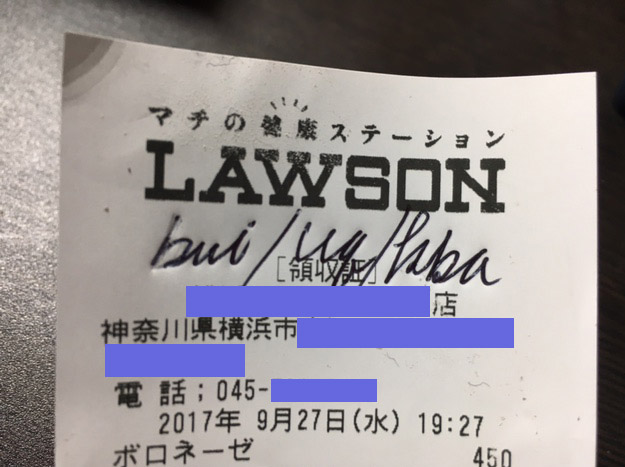 マチの健康ステーション
LAWSON
[領収証]
店
神奈川県横浜市
電話;045-
2017年 9月27日(水) 19:27
ボロネーゼ 450